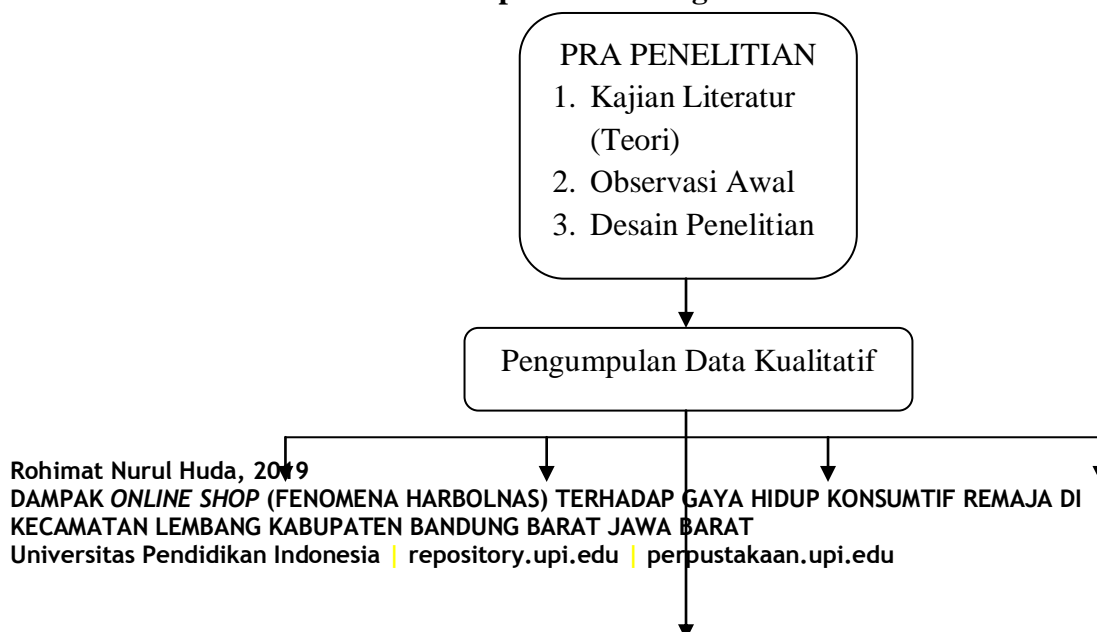 PRA PENELITIAN
1. Kajian Literatur
(Teori)
2. Observasi Awal
3. Desain Penelitian
Pengumpulan Data Kualitatif
Rohimat Nurul Huda, 2019
DAMPAK ONLINE SHOP (FENOMENA HARBOLNAS) TERHADAP GAYA HIDUP KONSUMTIF REMAJA DI
KECAMATAN LEMBANG KABUPATEN BANDUNG BARAT JAWA BARAT
Universitas Pendidikan Indonesia | repository.upi.edu | perpustakaan.upi.edu